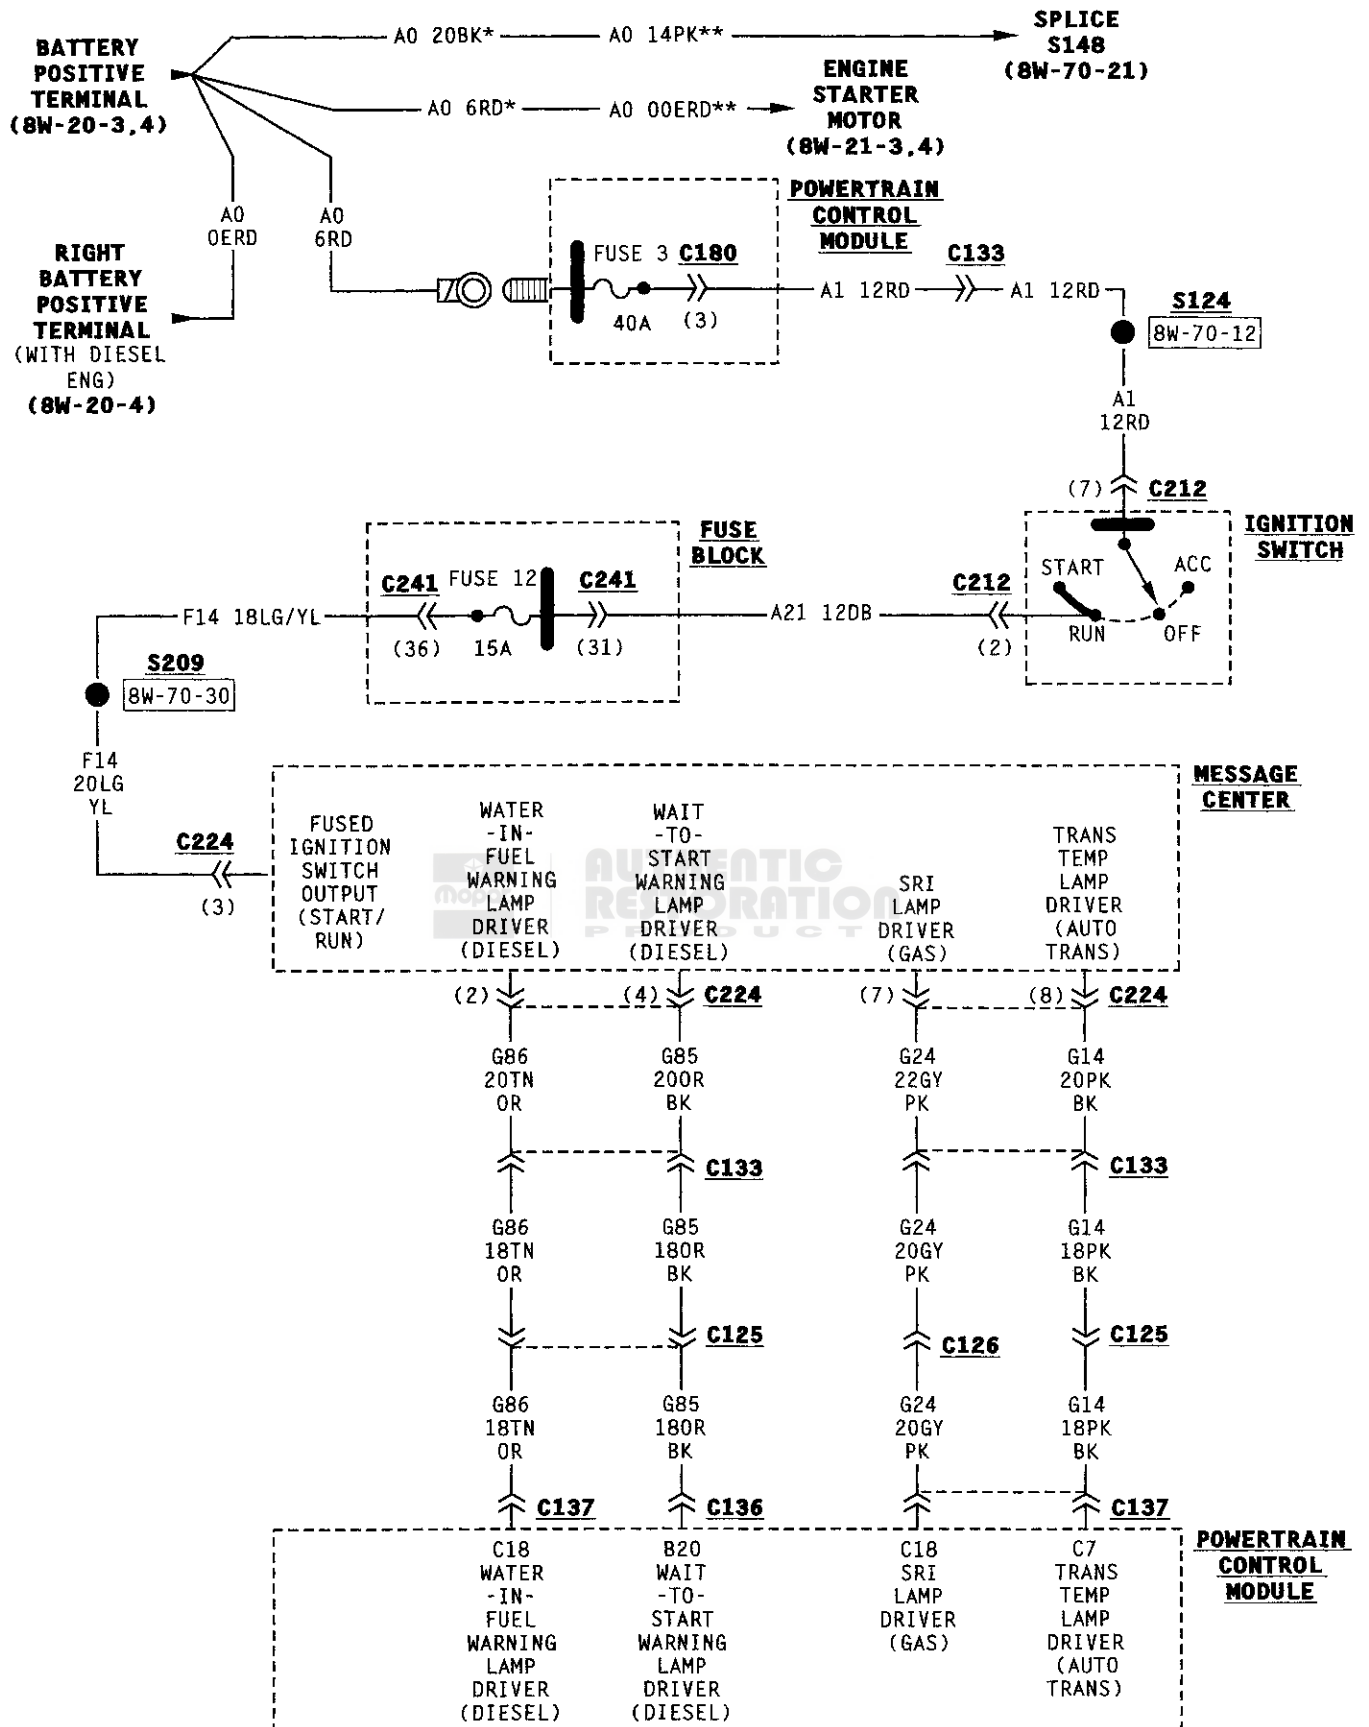 BATTERY
POSITIVE
TERMINAL
(8W-20-3,4)
A0 20BK*
A0 14PK**
SPLICE
S148
(8W-70-21)
A0 6RD*
A0 00ERD**
ENGINE
STARTER
MOTOR
(8W-21-3,4)
A0
0ERD
A0
6RD
RIGHT
BATTERY
POSITIVE
TERMINAL
(WITH DIESEL
ENG)
(8W-20-4)
POWERTRAIN
CONTROL
MODULE
FUSE 3
C180
40A
(3)
A1 12RD
C133
A1 12RD
S124
8W-70-12
A1
12RD
(7)
C212
IGNITION
SWITCH
START
ACC
RUN
OFF
C212
(2)
A21 12DB
FUSE
BLOCK
C241
FUSE 12
C241
(36)
15A
(31)
F14 18LG/YL
S209
8W-70-30
F14
20LG
YL
C224
(3)
MESSAGE
CENTER
FUSED
IGNITION
SWITCH
OUTPUT
(START/
RUN)
WATER
-IN-
FUEL
WARNING
LAMP
DRIVER
(DIESEL)
WAIT
-TO-
START
WARNING
LAMP
DRIVER
(DIESEL)
SRI
LAMP
DRIVER
(GAS)
TRANS
TEMP
LAMP
DRIVER
(AUTO
TRANS)
Mopar
AUTHENTIC
RESTORATION
PRODUCT
(2)
(4)
C224
(7)
(8)
C224
G86
20TN
OR
G85
20OR
BK
G24
22GY
PK
G14
20PK
BK
C133
C133
G86
18TN
OR
G85
18OR
BK
G24
20GY
PK
G14
18PK
BK
C125
C126
C125
G86
18TN
OR
G85
18OR
BK
G24
20GY
PK
G14
18PK
BK
C137
C136
C137
POWERTRAIN
CONTROL
MODULE
C18
WATER
-IN-
FUEL
WARNING
LAMP
DRIVER
(DIESEL)
B20
WAIT
-TO-
START
WARNING
LAMP
DRIVER
(DIESEL)
C18
SRI
LAMP
DRIVER
(GAS)
C7
TRANS
TEMP
LAMP
DRIVER
(AUTO
TRANS)